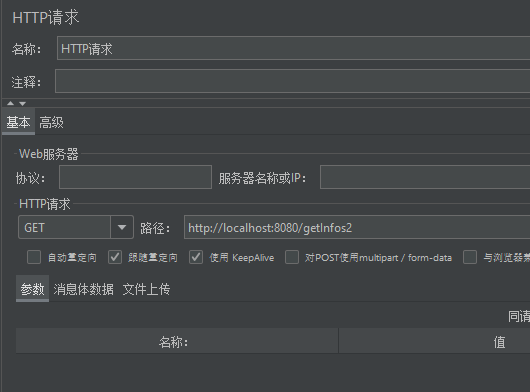 HTTP请求
名称： HTTP请求
注释：
基本 高级
Web服务器
协议： 服务器名称或IP：
HTTP请求
GET 路径： http://localhost:8080/getInfos2
自动重定向 跟随重定向 使用 KeepAlive 对POST使用multipart / form-data 与浏览器兼
参数 消息体数据 文件上传
同请
名称： 值